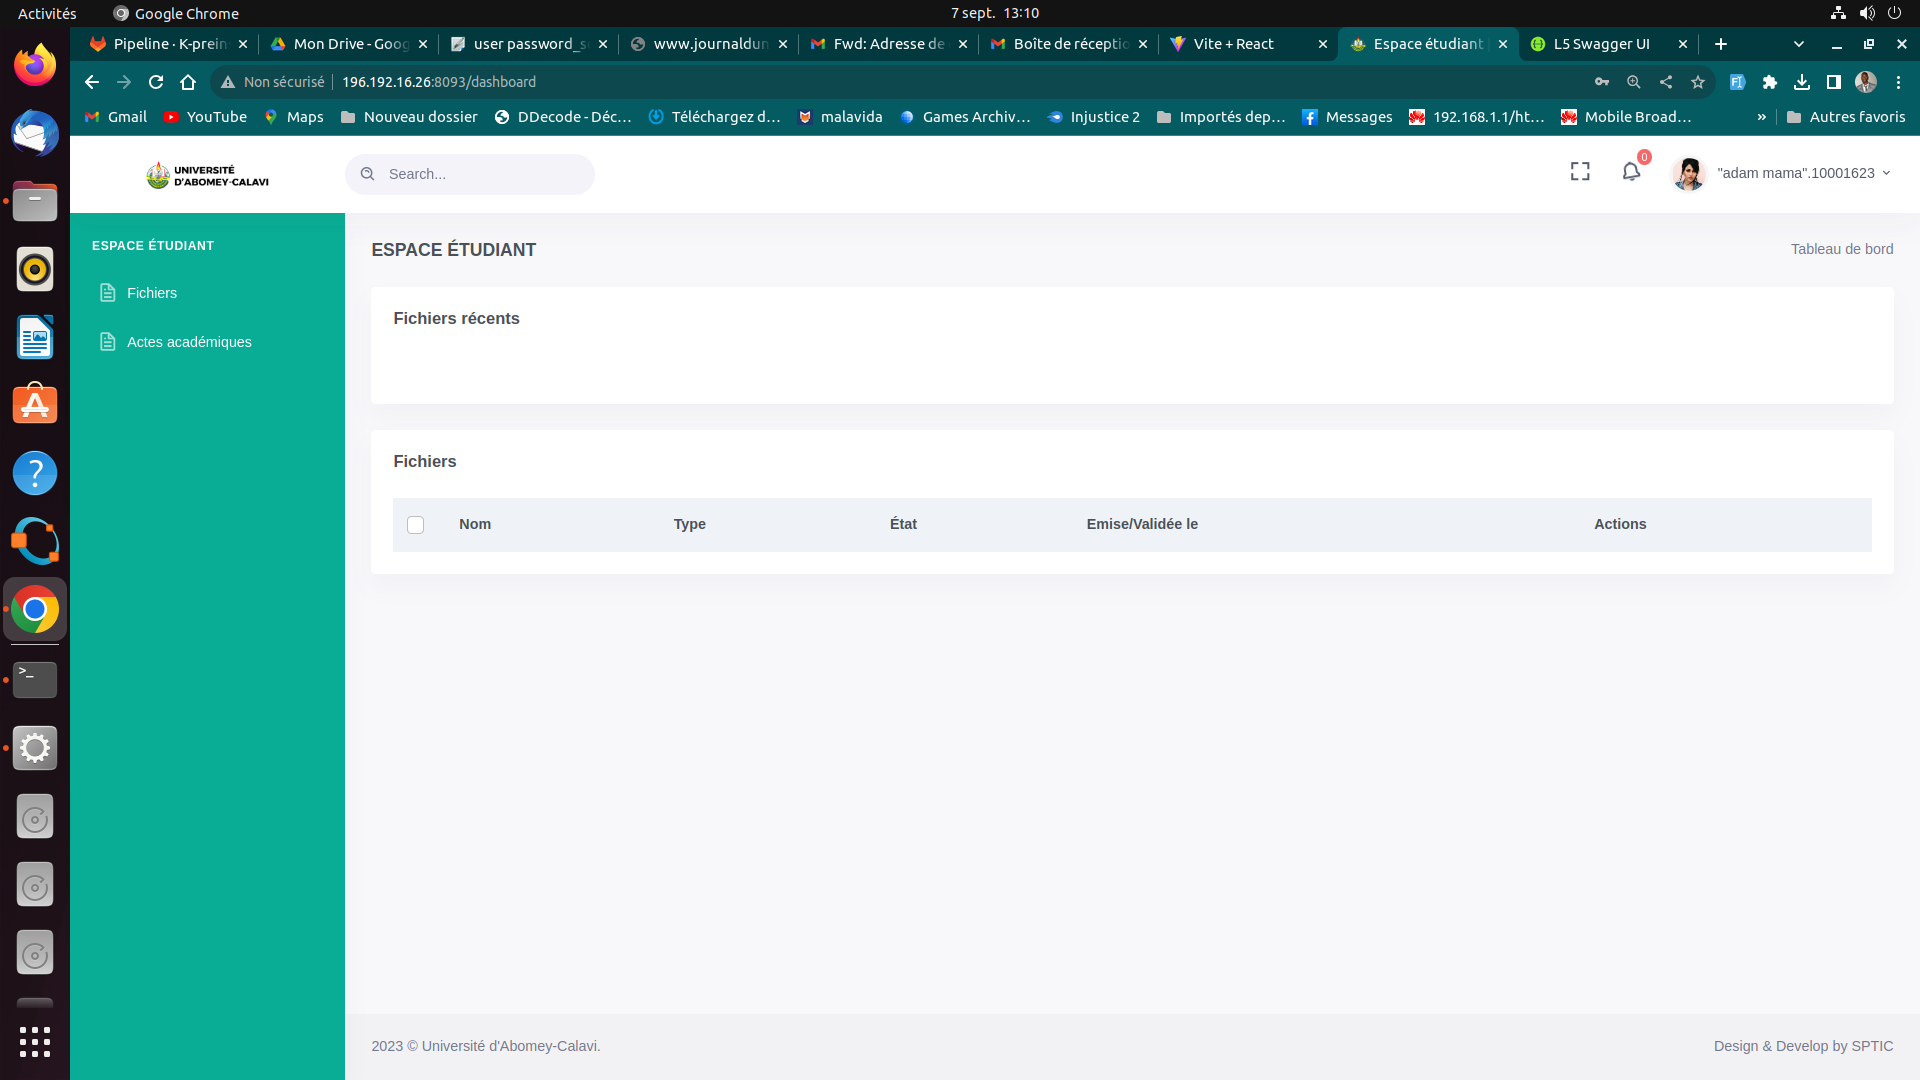 Activités
Google Chrome
7 sept. 13:10
Pipeline · K-prein
Mon Drive - Goog
user password_s
www.journaldun
Fwd: Adresse de
Boîte de réceptio
Vite + React
Espace étudiant
L5 Swagger UI
Non sécurisé
196.192.16.26:8093/dashboard
Gmail
YouTube
Maps
Nouveau dossier
DDecode - Déc…
Téléchargez d…
malavida
Games Archiv…
Injustice 2
Importés dep…
Messages
192.168.1.1/ht…
Mobile Broad…
»
Autres favoris
UNIVERSITÉ
D'ABOMEY-CALAVI
Search...
0
"adam mama".10001623
ESPACE ÉTUDIANT
Fichiers
Actes académiques
ESPACE ÉTUDIANT
Tableau de bord
Fichiers récents
Fichiers
Nom
Type
État
Emise/Validée le
Actions
2023 © Université d'Abomey-Calavi.
Design & Develop by SPTIC